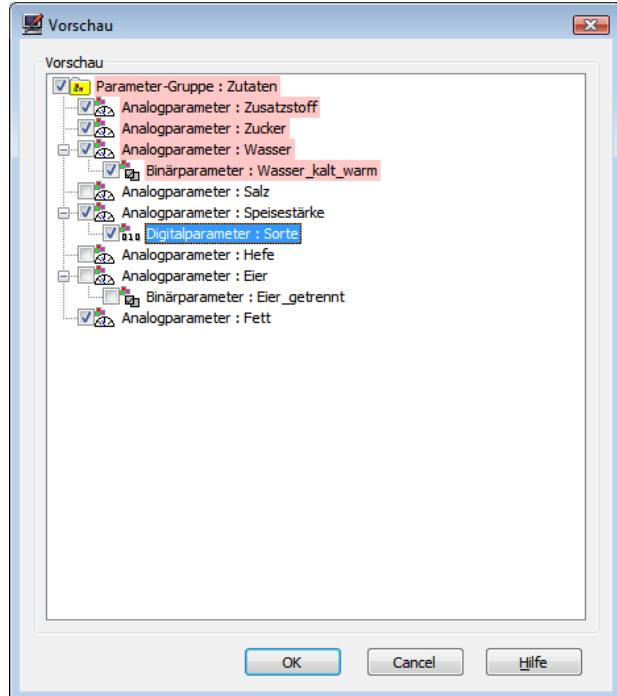 Vorschau
Vorschau
Parameter-Gruppe : Zutaten
Analogparameter : Zusatzstoff
Analogparameter : Zucker
Analogparameter : Wasser
Binärparameter : Wasser_kalt_warm
Analogparameter : Salz
Analogparameter : Speisestärke
Digitalparameter : Sorte
Analogparameter : Hefe
Analogparameter : Eier
Binärparameter : Eier_getrennt
Analogparameter : Fett
OK Cancel Hilfe